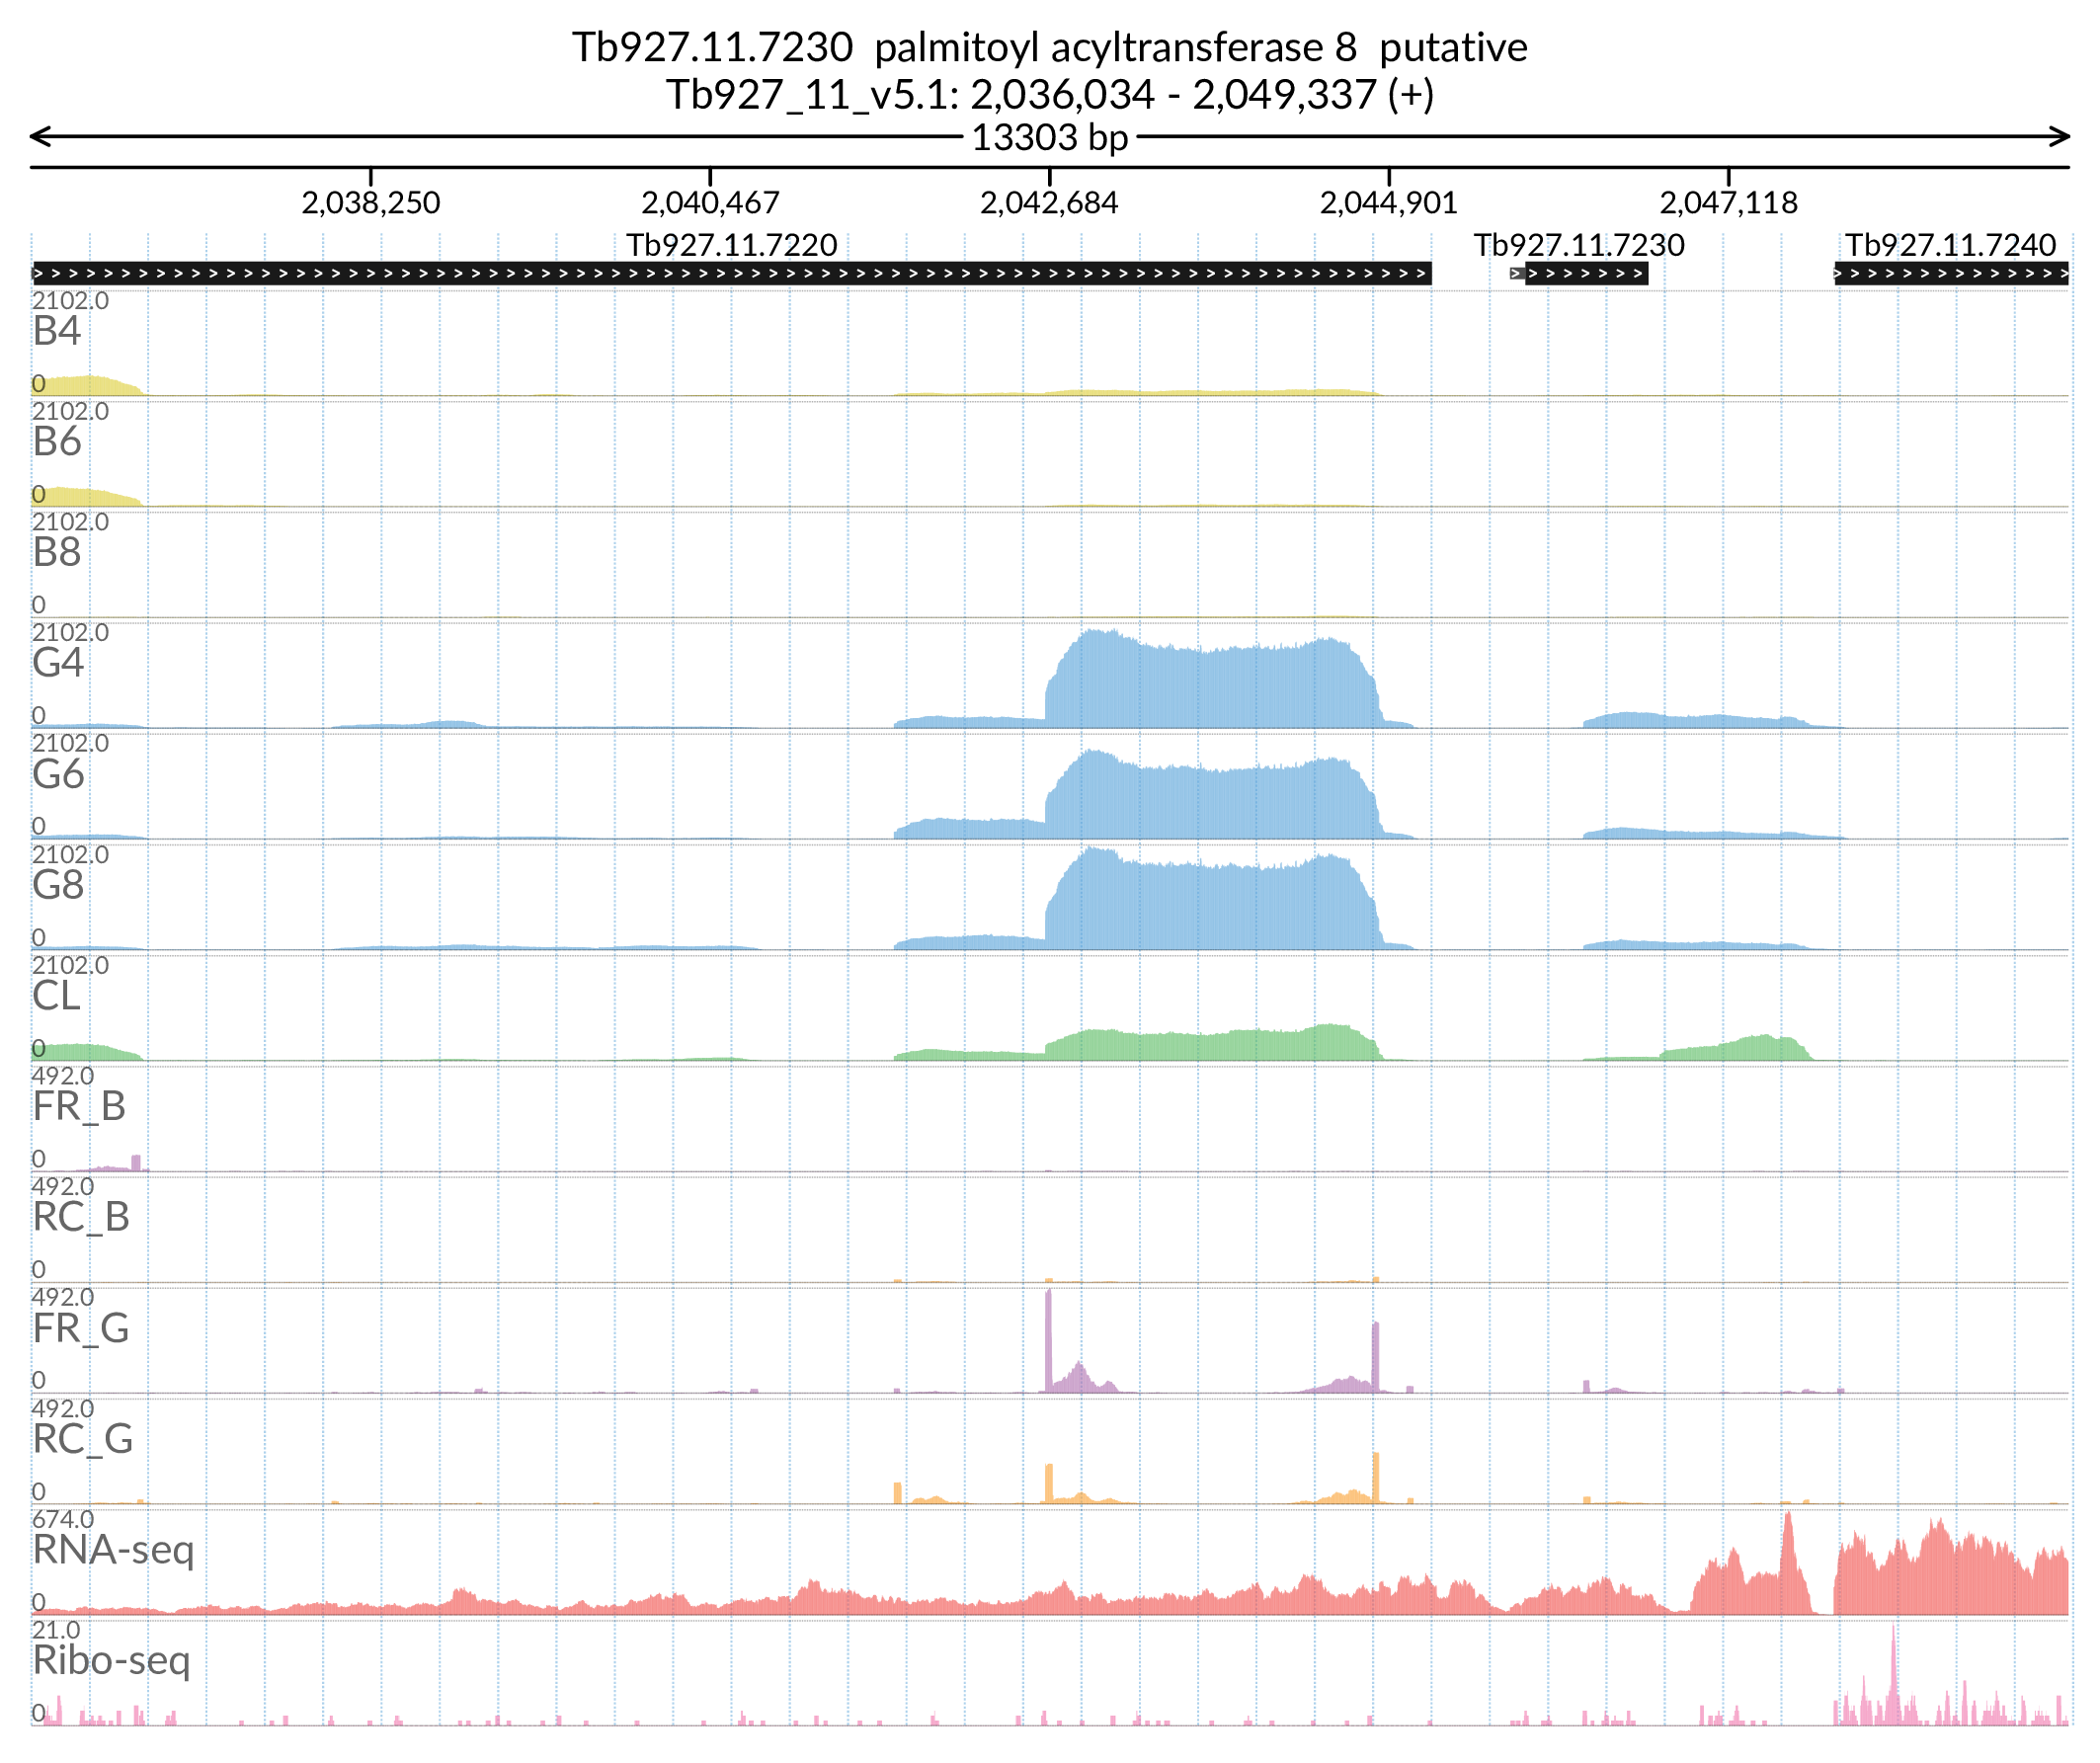 Tb927.11.7230 palmitoyl acyltransferase 8 putative
Tb927_11_v5.1: 2,036,034 - 2,049,337 (+)
13303 bp
2,038,250 2,040,467 2,042,684 2,044,901 2,047,118
Tb927.11.7220 Tb927.11.7230 Tb927.11.7240
2102.0
B4
0
2102.0
B6
0
2102.0
B8
0
2102.0
G4
0
2102.0
G6
0
2102.0
G8
0
2102.0
CL
0
492.0
FR_B
0
492.0
RC_B
0
492.0
FR_G
0
492.0
RC_G
0
674.0
RNA-seq
0
21.0
Ribo-seq
0